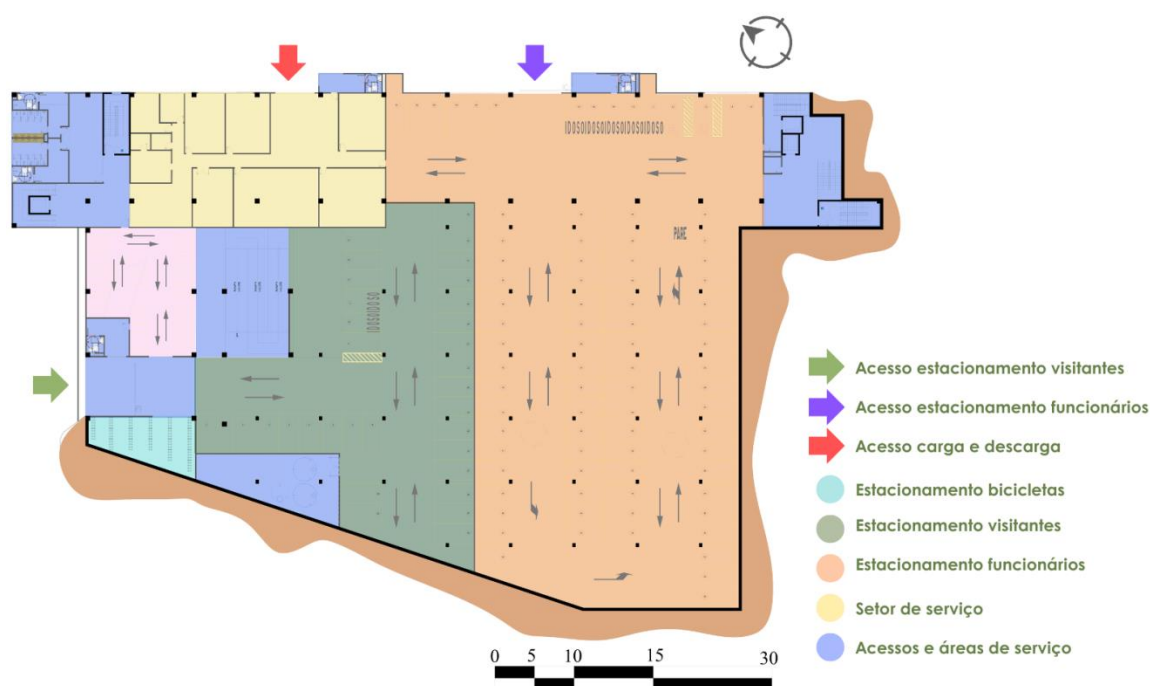 IDOSOIDOSOIDOSOIDOSOIDOSO
PARE
IDOSOIDOSO
Acesso estacionamento visitantes
Acesso estacionamento funcionários
Acesso carga e descarga
Estacionamento bicicletas
Estacionamento visitantes
Estacionamento funcionários
Setor de serviço
Acessos e áreas de serviço
0 5 10 15 30